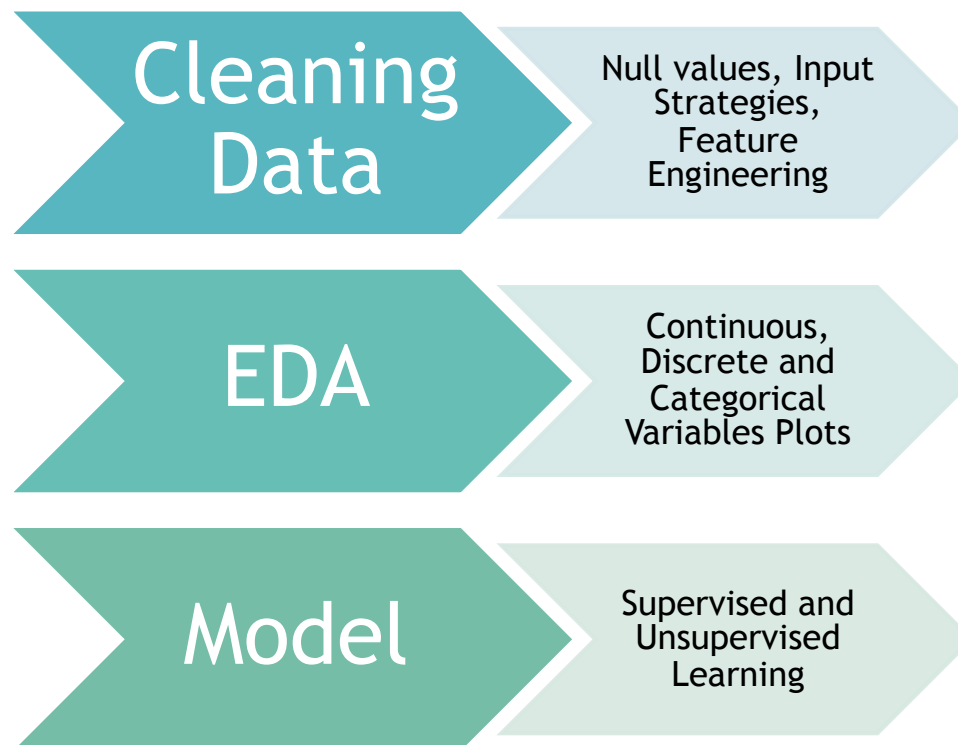 Cleaning
Data
Null values, Input
Strategies,
Feature
Engineering
EDA
Continuous,
Discrete and
Categorical
Variables Plots
Model
Supervised and
Unsupervised
Learning